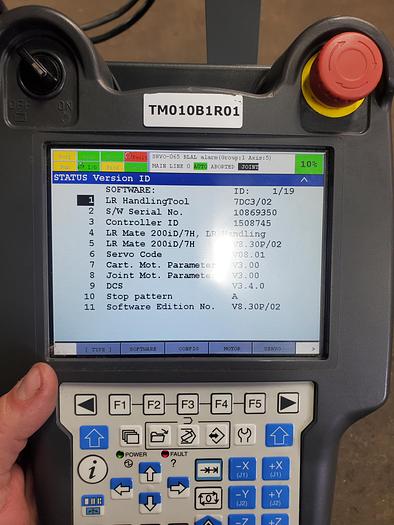 OFF ON
TM010B1R01
Fault SRVO-065 BLAL alarm(Group:1 Axis:5)
MAIN LINE 0 AUTO ABORTED JOINT
10%
STATUS Version ID
SOFTWARE: ID: 1/19
1 LR HandlingTool 7DC3/02
2 S/W Serial No. 10869350
3 Controller ID 1508745
4 LR Mate 200iD/7H, LR Handling
5 LR Mate 200iD/7H V8.30P/02
6 Servo Code V08.01
7 Cart. Mot. Parameter V3.00
8 Joint Mot. Parameter V3.00
9 DCS V3.4.0
10 Stop pattern A
11 Software Edition No. V8.30P/02
[ TYPE ] SOFTWARE CONFIG MOTOR SERVO >
F1 F2 F3 F4 F5
POWER FAULT
i ? -X (J1) +X (J1)
-Y (J2) +Y (J2)
-Z +Z